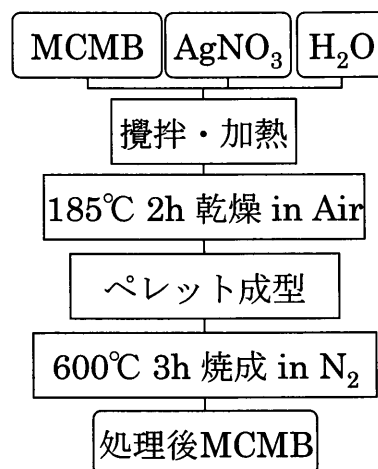 MCMB AgNO₃ H₂O
攪拌・加熱
185℃ 2h 乾燥 in Air
ペレット成型
600℃ 3h 焼成 in N₂
処理後MCMB